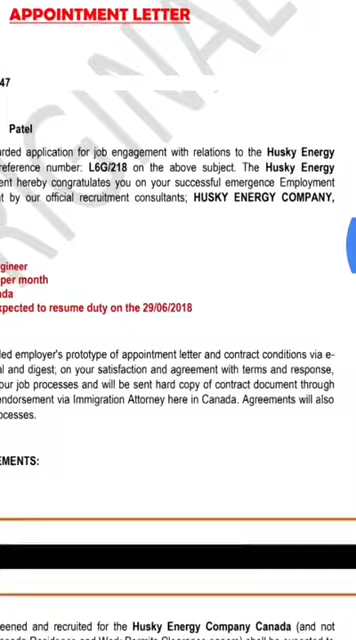 APPOINTMENT LETTER
ORIGINAL
47
Patel
rded application for job engagement with relations to the Husky Energy
reference number: L6G/218 on the above subject. The Husky Energy
ent hereby congratulates you on your successful emergence Employment
t by our official recruitment consultants; HUSKY ENERGY COMPANY,
gineer
per month
ada
xpected to resume duty on the 29/06/2018
ded employer's prototype of appointment letter and contract conditions via e-
al and digest, on your satisfaction and agreement with terms and response,
our job processes and will be sent hard copy of contract document through
endorsement via Immigration Attorney here in Canada. Agreements will also
ocesses.
EMENTS:
eened and recruited for the Husky Energy Company Canada (and not